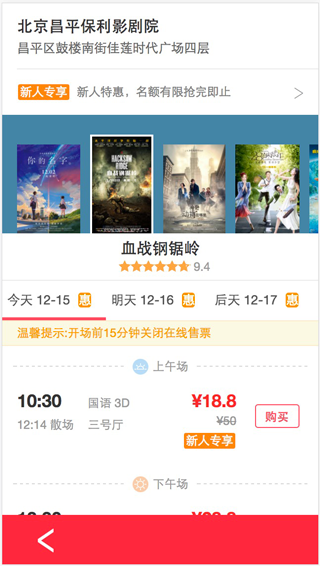 北京昌平保利影剧院
昌平区鼓楼南街佳莲时代广场四层
新人专享 新人特惠，名额有限抢完即止
你的名字。
HACKSAW RIDGE
血战钢锯岭
9.4
今天 12-15 惠 明天 12-16 惠 后天 12-17 惠
温馨提示:开场前15分钟关闭在线售票
上午场
10:30 国语 3D ¥18.8 购买
12:14 散场 三号厅 ¥50
新人专享
下午场